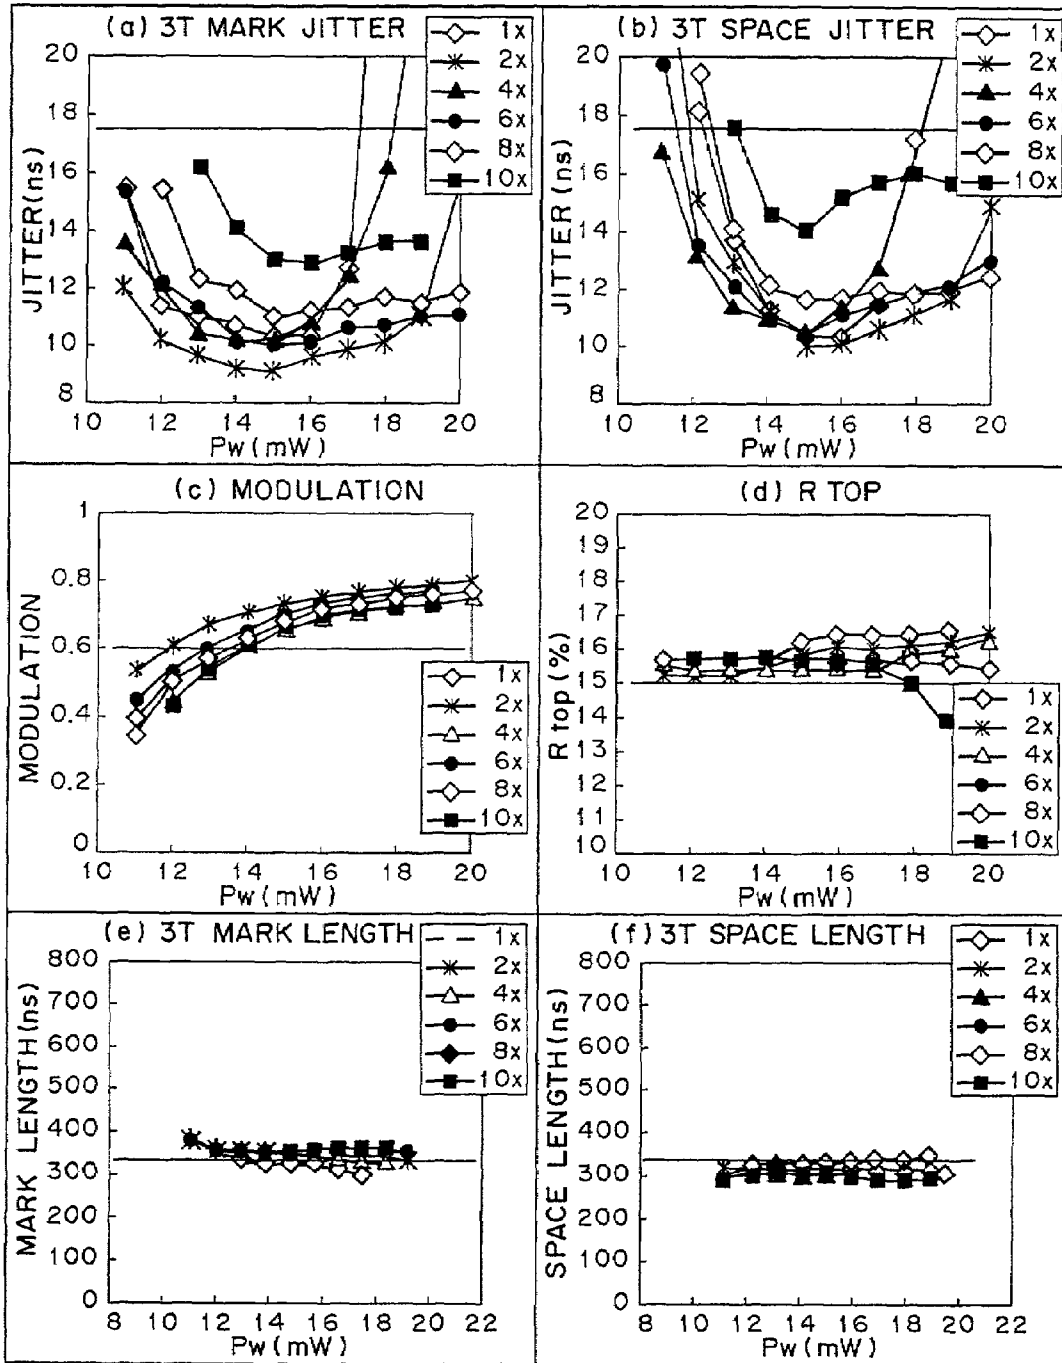 (a) 3T MARK JITTER
1x
2x
4x
6x
8x
10x
20
18
16
14
12
10
8
JITTER(ns)
10 12 14 16 18 20
Pw(mW)
(b) 3T SPACE JITTER
1x
2x
4x
6x
8x
10x
20
18
16
14
12
10
8
JITTER(ns)
10 12 14 16 18 20
Pw(mW)
(c) MODULATION
1
0.8
0.6
0.4
0.2
0
MODULATION
1x
2x
4x
6x
8x
10x
10 12 14 16 18 20
Pw(mW)
(d) R TOP
20
19
18
17
16
15
14
13
12
11
10
R top(%)
1x
2x
4x
6x
8x
10x
10 12 14 16 18 20
Pw(mW)
(e) 3T MARK LENGTH
1x
2x
4x
6x
8x
10x
800
700
600
500
400
300
200
100
0
MARK LENGTH(ns)
8 10 12 14 16 18 20 22
Pw(mW)
(f) 3T SPACE LENGTH
1x
2x
4x
6x
8x
10x
800
700
600
500
400
300
200
100
0
SPACE LENGTH(ns)
8 10 12 14 16 18 20 22
Pw(mW)